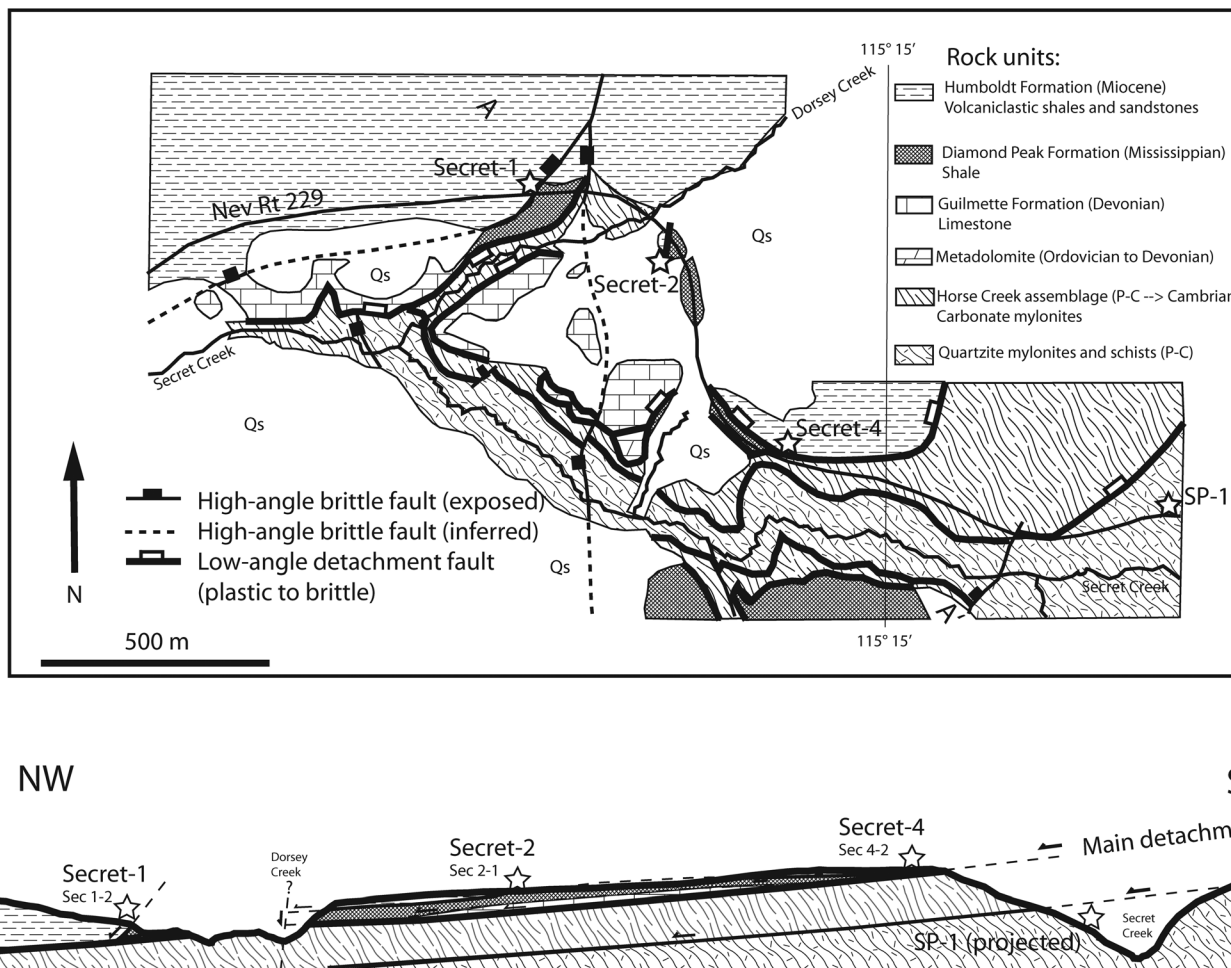 115° 15′
Rock units:
Humboldt Formation (Miocene)
Volcaniclastic shales and sandstones
Dorsey Creek
A
Diamond Peak Formation (Mississippian)
Shale
Secret-1
Nev Rt 229
Guilmette Formation (Devonian)
Limestone
Qs
Qs
Metadolomite (Ordovician to Devonian)
Secret-2
Horse Creek assemblage (P-C --> Cambrian
Carbonate mylonites
Secret Creek
Quartzite mylonites and schists (P-C)
Qs
Secret-4
Qs
SP-1
High-angle brittle fault (exposed)
High-angle brittle fault (inferred)
Low-angle detachment fault
(plastic to brittle)
Qs
N
Secret Creek
A-
500 m
115° 15′
NW
S
Main detachm
Secret-4
Sec 4-2
Secret-2
Sec 2-1
Dorsey
Creek
?
Secret-1
Sec 1-2
Secret
Creek
SP-1 (projected)